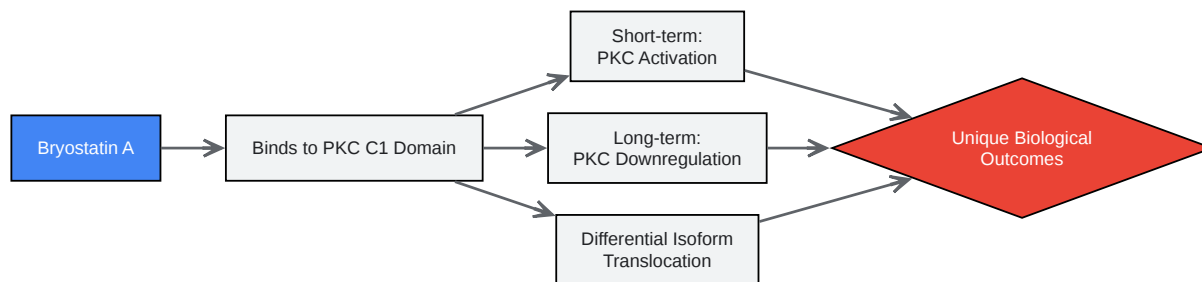 Bryostatin A
Binds to PKC C1 Domain
Short-term:
PKC Activation
Long-term:
PKC Downregulation
Differential Isoform
Translocation
Unique Biological
Outcomes